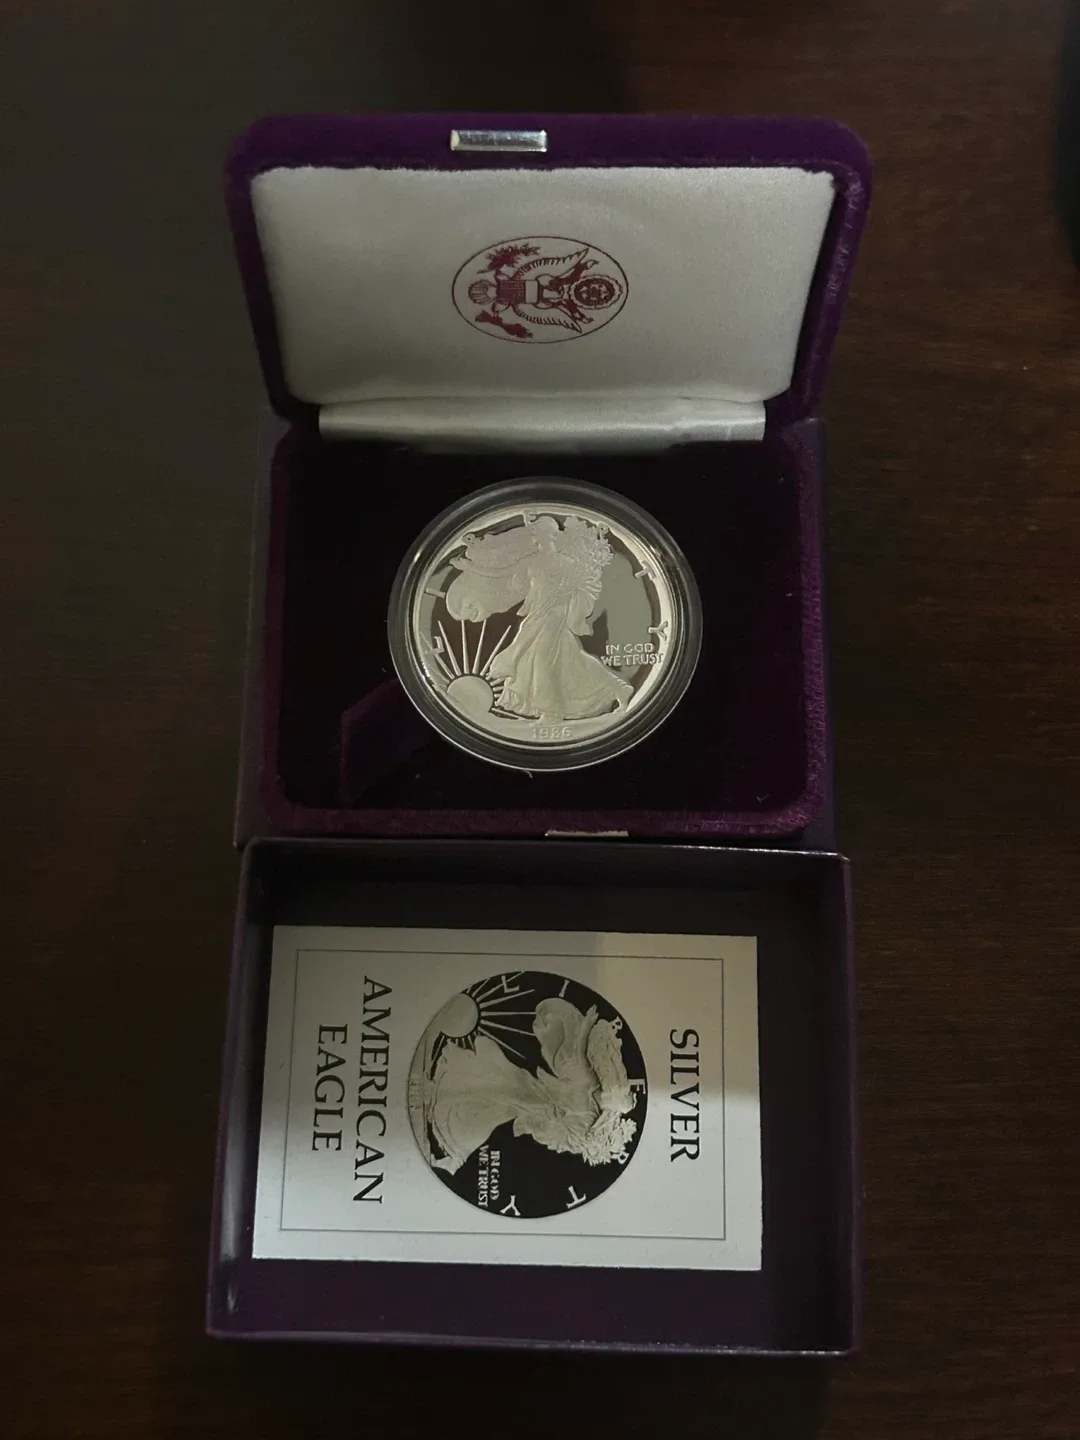 LIBERTY
IN GOD
WE TRUST
1986
SILVER
LIBERTY
IN GOD
WE TRUST
AMERICAN
EAGLE